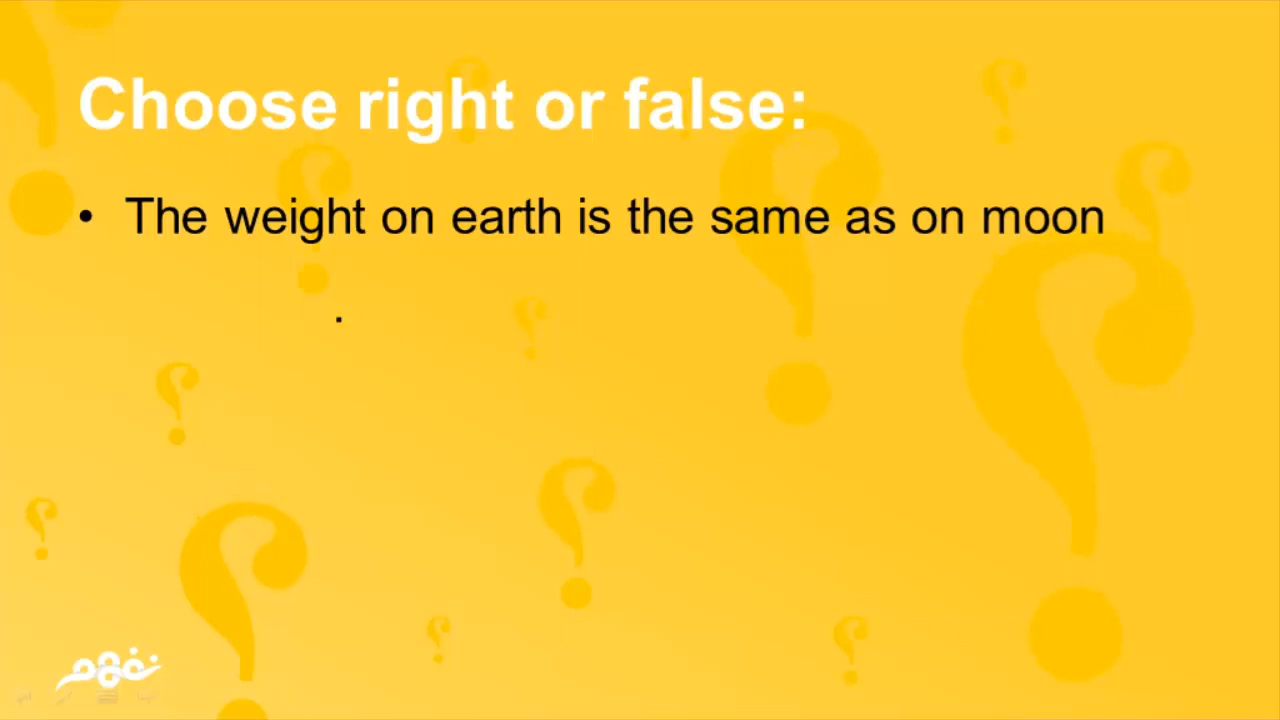 Choose right or false:
• The weight on earth is the same as on moon
.
نفهم